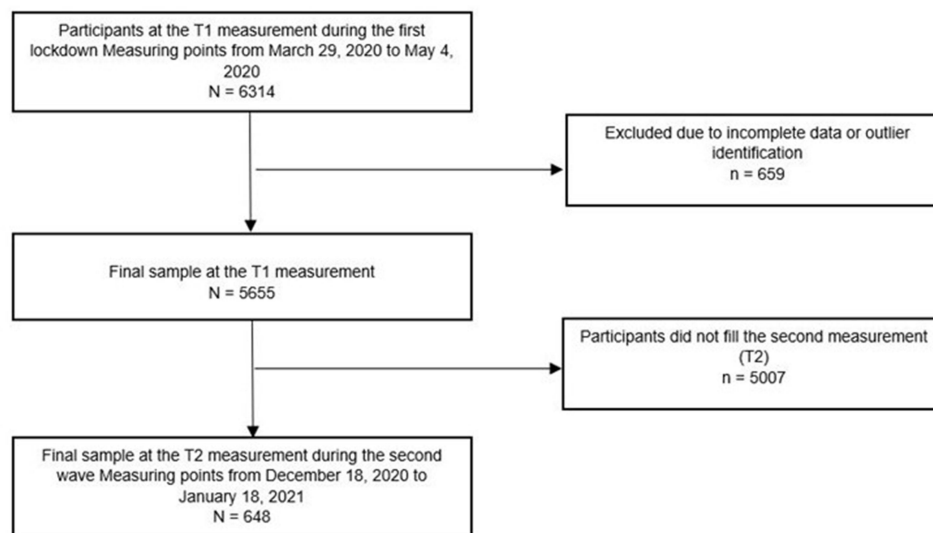 Participants at the T1 measurement during the first
lockdown Measuring points from March 29, 2020 to May 4,
2020
N = 6314
Excluded due to incomplete data or outlier
identification
n = 659
Final sample at the T1 measurement
N = 5655
Participants did not fill the second measurement
(T2)
n = 5007
Final sample at the T2 measurement during the second
wave Measuring points from December 18, 2020 to
January 18, 2021
N = 648